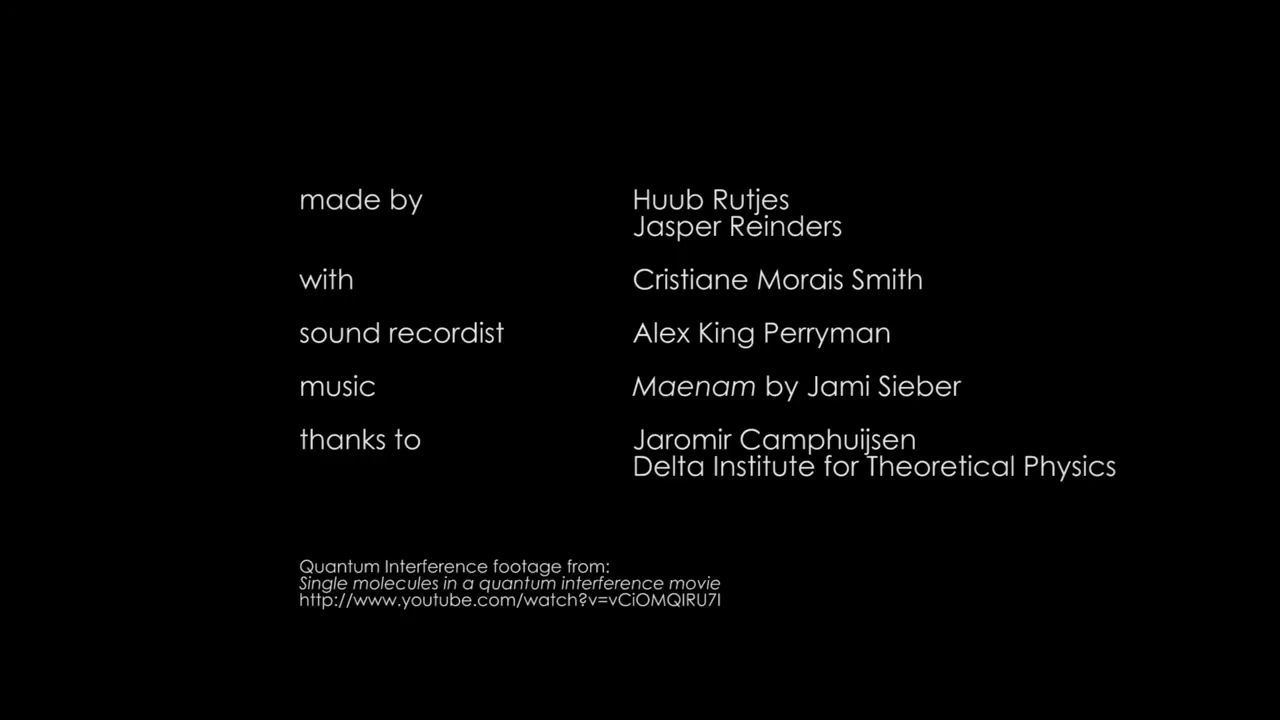 made by Huub Rutjes
Jasper Reinders
with Cristiane Morais Smith
sound recordist Alex King Perryman
music Maenam by Jami Sieber
thanks to Jaromir Camphuijsen
Delta Institute for Theoretical Physics
Quantum Interference footage from:
Single molecules in a quantum interference movie
http://www.youtube.com/watch?v=vCiOMQIRU7I